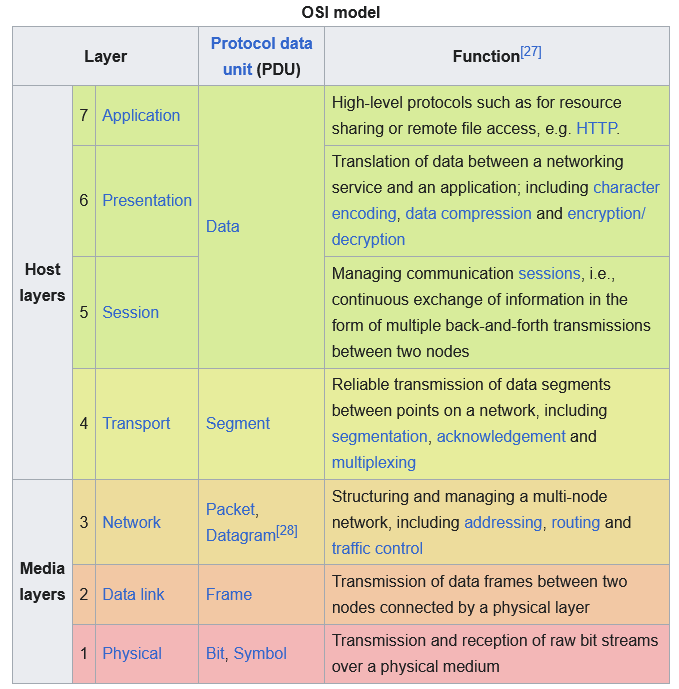 OSI model
Layer
Protocol data
unit (PDU)
Function[27]
Host
layers
7
Application
Data
High-level protocols such as for resource
sharing or remote file access, e.g. HTTP.
6
Presentation
Translation of data between a networking
service and an application; including character
encoding, data compression and encryption/
decryption
5
Session
Managing communication sessions, i.e.,
continuous exchange of information in the
form of multiple back-and-forth transmissions
between two nodes
4
Transport
Segment
Reliable transmission of data segments
between points on a network, including
segmentation, acknowledgement and
multiplexing
Media
layers
3
Network
Packet,
Datagram[28]
Structuring and managing a multi-node
network, including addressing, routing and
traffic control
2
Data link
Frame
Transmission of data frames between two
nodes connected by a physical layer
1
Physical
Bit, Symbol
Transmission and reception of raw bit streams
over a physical medium